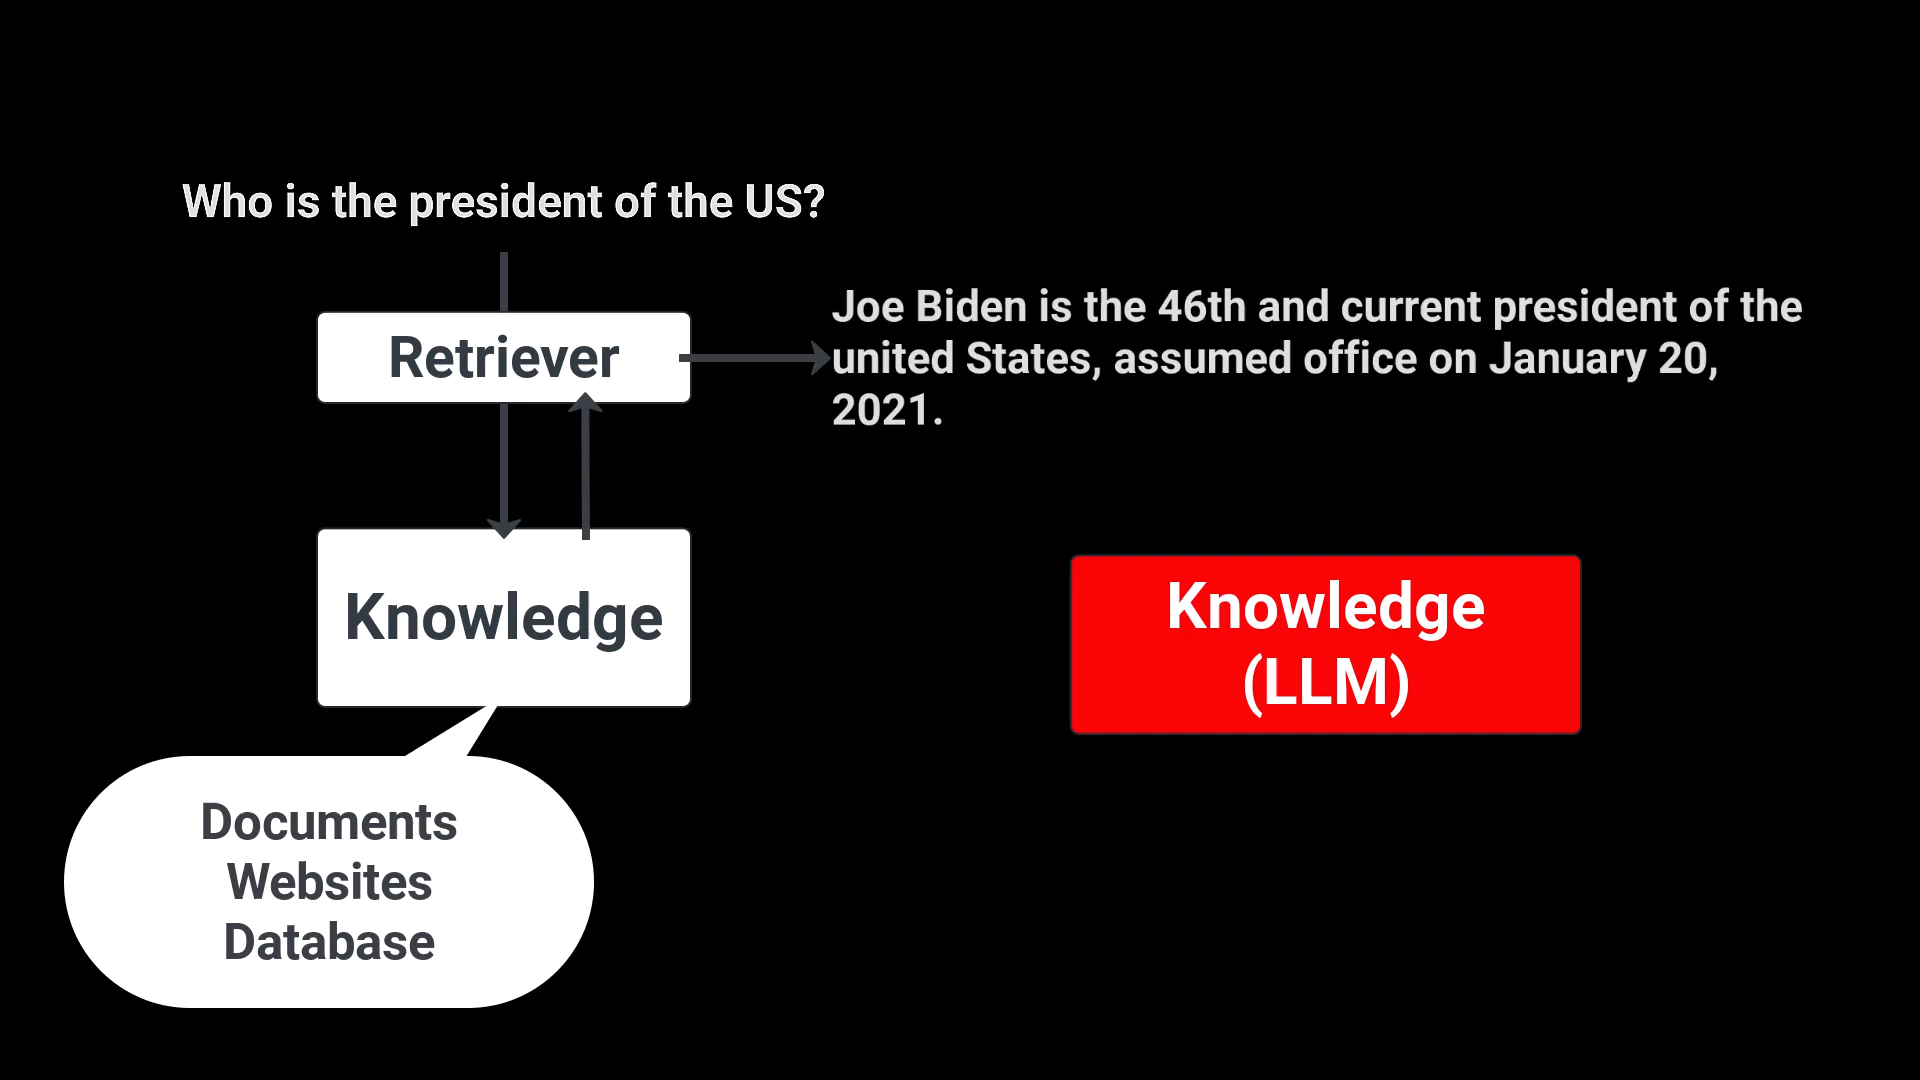 Who is the president of the US?
Retriever
Joe Biden is the 46th and current president of the
united States, assumed office on January 20,
2021.
Knowledge
Knowledge
(LLM)
Documents
Websites
Database